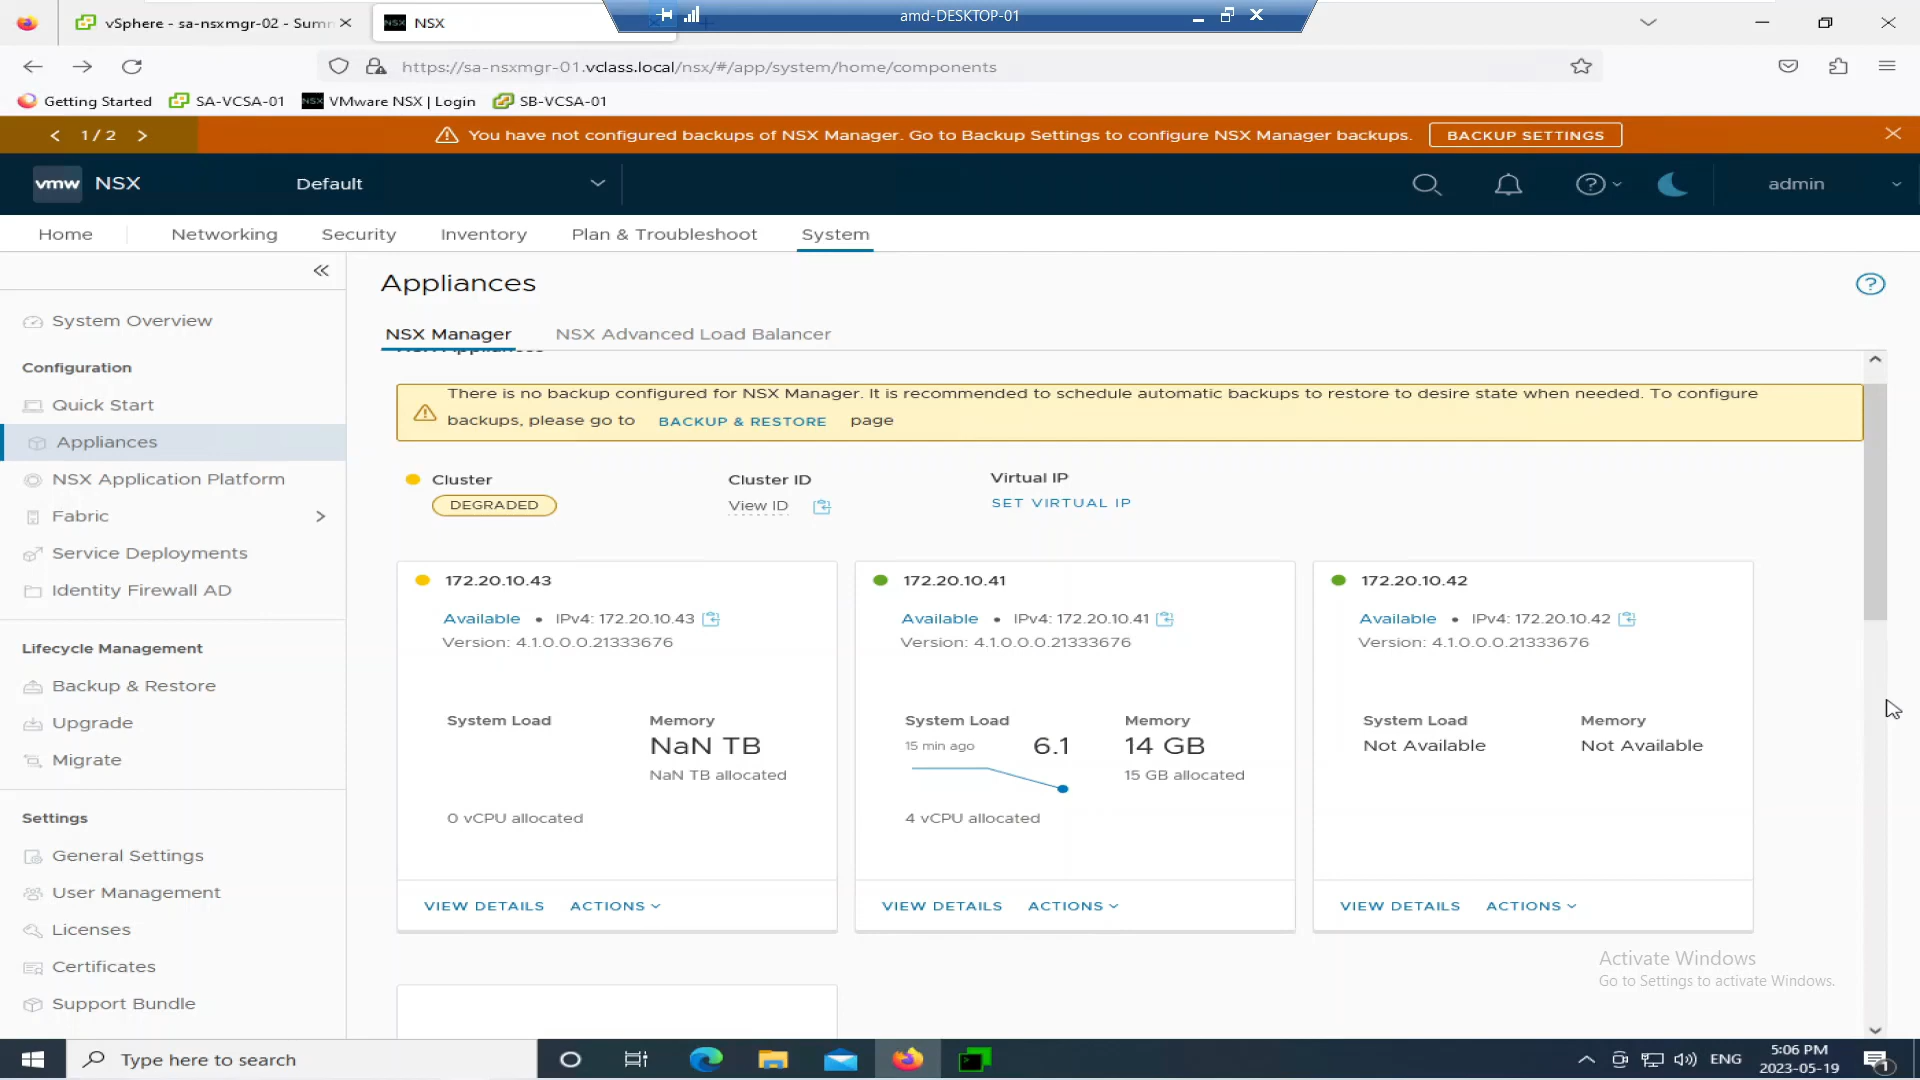 vSphere - sa-nsxmgr-02 - Summ
NSX
amd-DESKTOP-01
https://sa-nsxmgr-01.vclass.local/nsx/#/app/system/home/components
Getting Started
SA-VCSA-01
VMware NSX | Login
SB-VCSA-01
1 / 2
You have not configured backups of NSX Manager. Go to Backup Settings to configure NSX Manager backups.
BACKUP SETTINGS
vmw NSX
Default
admin
Home
Networking
Security
Inventory
Plan & Troubleshoot
System
Appliances
NSX Manager
NSX Advanced Load Balancer
System Overview
Configuration
Quick Start
Appliances
NSX Application Platform
Fabric
Service Deployments
Identity Firewall AD
Lifecycle Management
Backup & Restore
Upgrade
Migrate
Settings
General Settings
User Management
Licenses
Certificates
Support Bundle
There is no backup configured for NSX Manager. It is recommended to schedule automatic backups to restore to desire state when needed. To configure
backups, please go to BACKUP & RESTORE page
Cluster
DEGRADED
Cluster ID
View ID
Virtual IP
SET VIRTUAL IP
172.20.10.43
Available • IPv4: 172.20.10.43
Version: 4.1.0.0.0.21333676
System Load
Memory
NaN TB
NaN TB allocated
0 vCPU allocated
VIEW DETAILS
ACTIONS
172.20.10.41
Available • IPv4: 172.20.10.41
Version: 4.1.0.0.0.21333676
System Load
15 min ago
6.1
Memory
14 GB
15 GB allocated
4 vCPU allocated
VIEW DETAILS
ACTIONS
172.20.10.42
Available • IPv4: 172.20.10.42
Version: 4.1.0.0.0.21333676
System Load
Not Available
Memory
Not Available
VIEW DETAILS
ACTIONS
Activate Windows
Go to Settings to activate Windows.
Type here to search
ENG
5:06 PM
2023-05-19
1